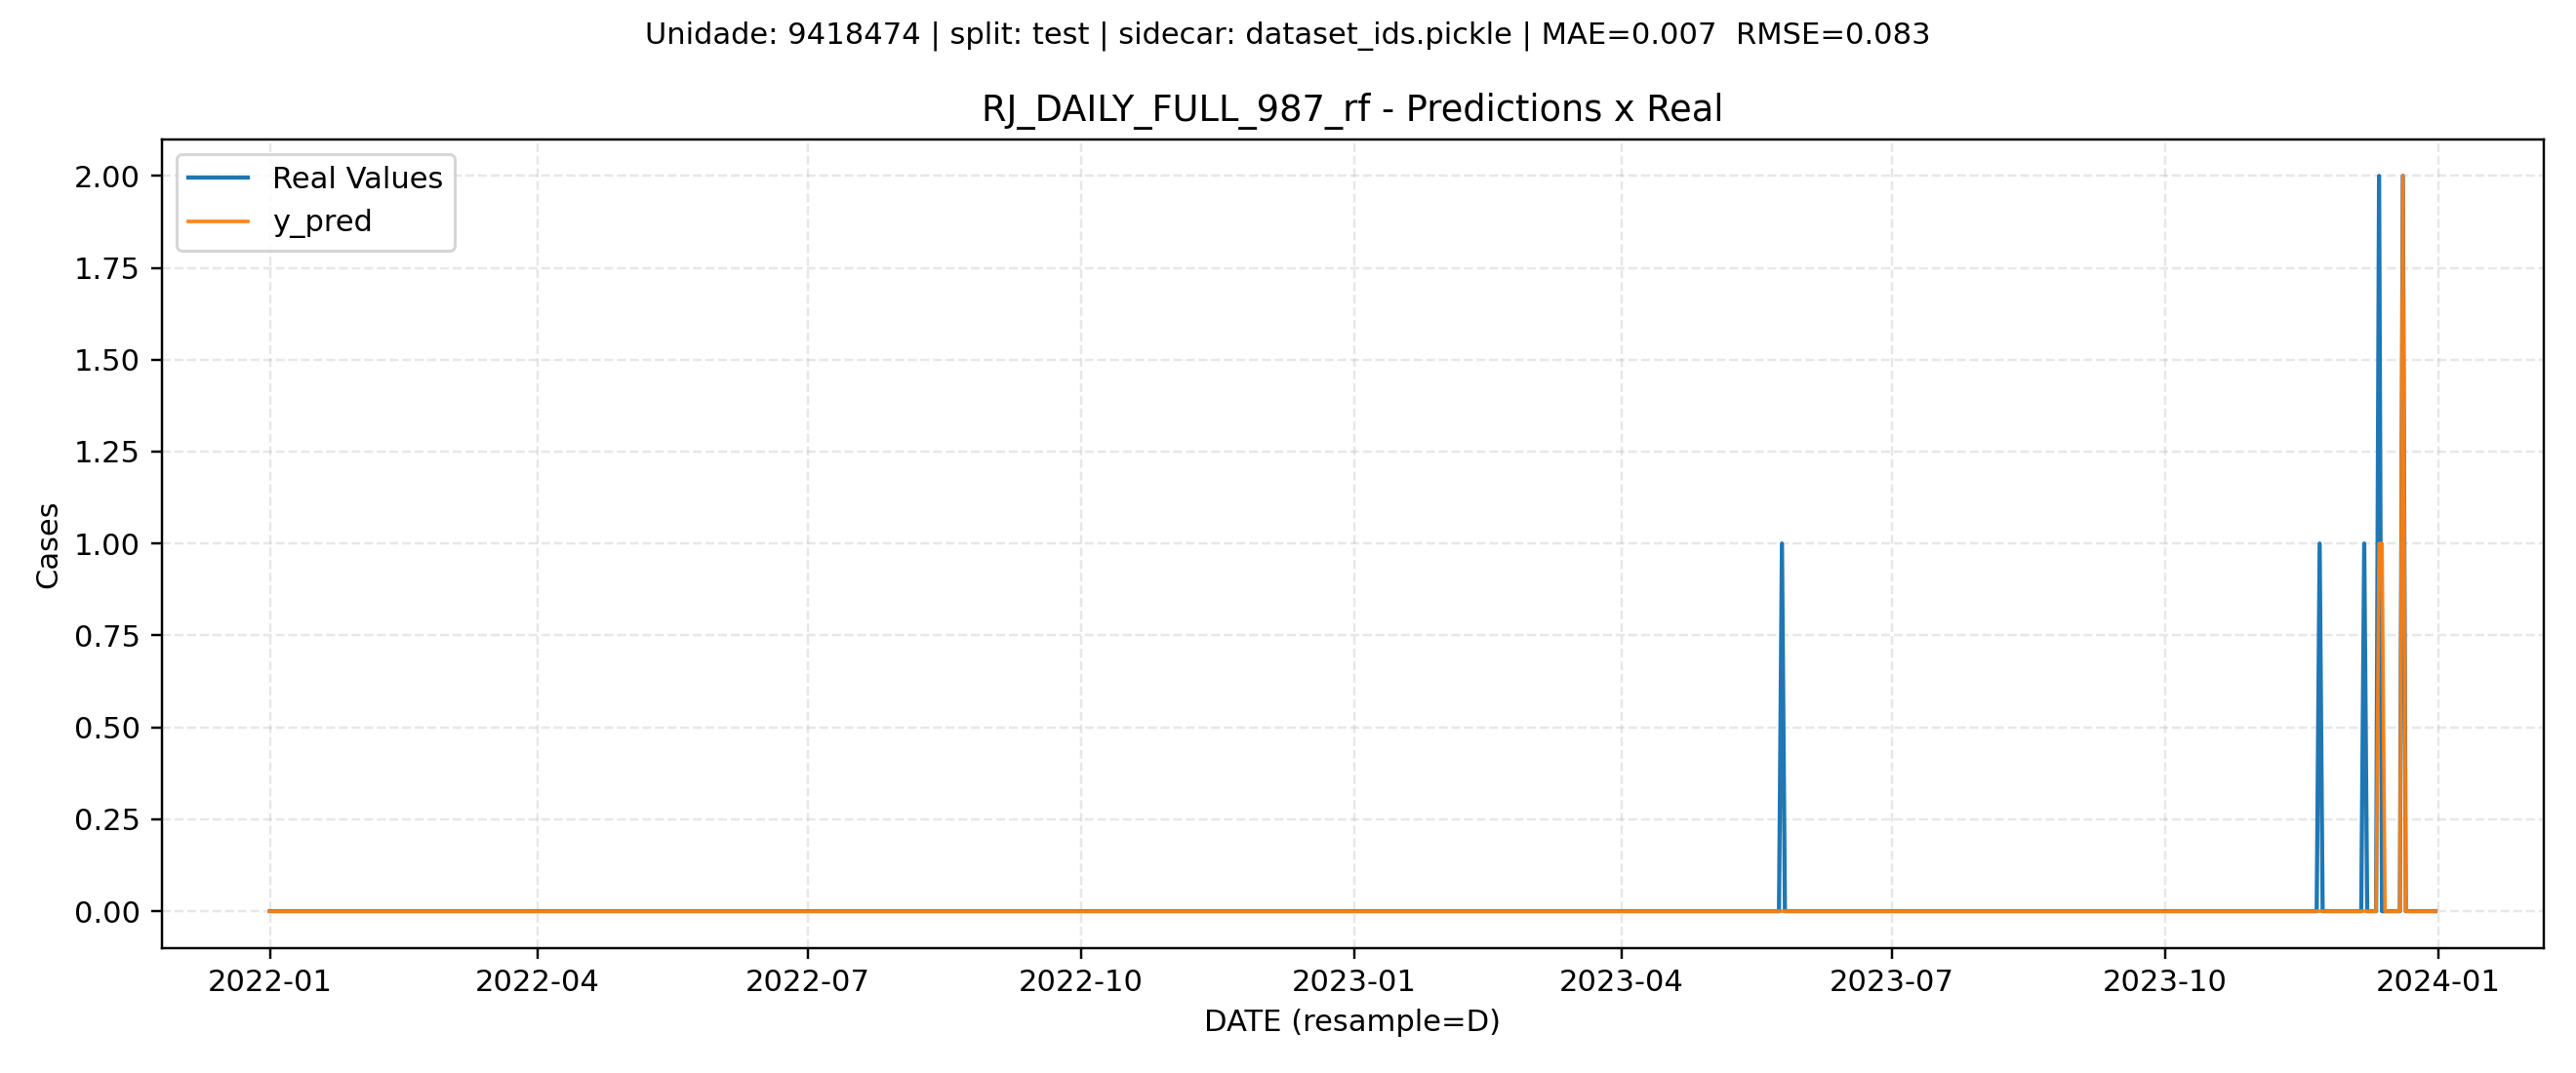 Unidade: 9418474 | split: test | sidecar: dataset_ids.pickle | MAE=0.007  RMSE=0.083
RJ_DAILY_FULL_987_rf - Predictions x Real
Real Values
y_pred
2.00
1.75
1.50
1.25
1.00
0.75
0.50
0.25
0.00
Cases
2022-01 2022-04 2022-07 2022-10 2023-01 2023-04 2023-07 2023-10 2024-01
DATE (resample=D)